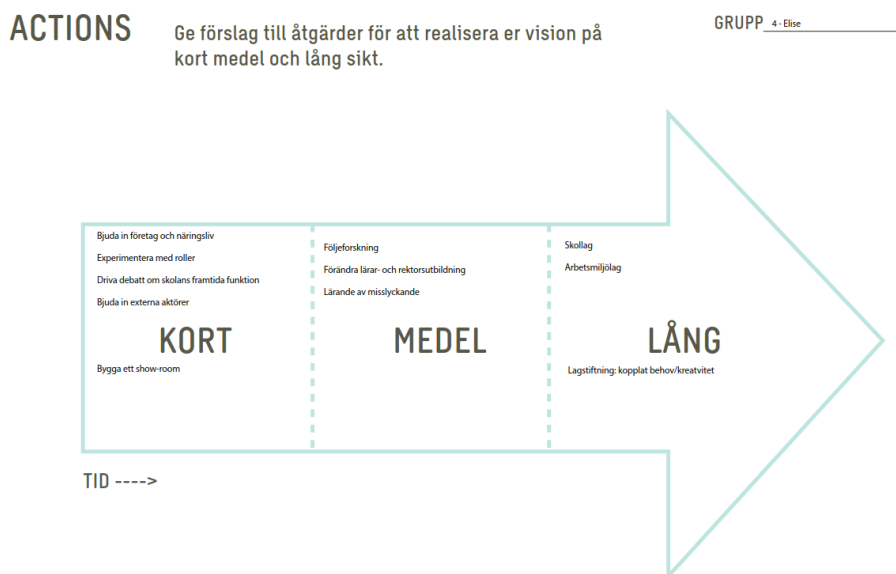 ACTIONS
Ge förslag till åtgärder för att realisera er vision på
kort medel och lång sikt.
GRUPP 4 - Elise
Bjuda in företag och näringsliv
Experimentera med roller
Driva debatt om skolans framtida funktion
Bjuda in externa aktörer
KORT
Bygga ett show-room
Följeforskning
Förändra lärar- och rektorsutbildning
Lärande av misslyckande
MEDEL
Skollag
Arbetsmiljölag
LÅNG
Lagstiftning: kopplat behov/kreatvitet
TID ---->